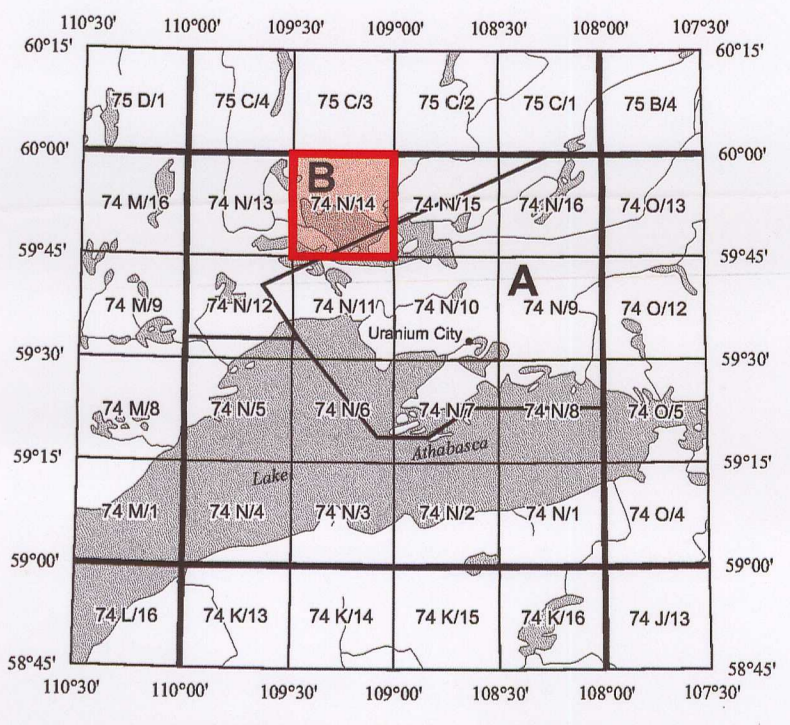 110°30' 110°00' 109°30' 109°00' 108°30' 108°00' 107°30'
60°15' 60°15'
75 D/1 75 C/4 75 C/3 75 C/2 75 C/1 75 B/4
60°00' 60°00'
B
74 M/16 74 N/13 74 N/14 74 N/15 74 N/16 74 O/13
59°45' 59°45'
A
74 M/9 74 N/12 74 N/11 74 N/10 74 N/9 74 O/12
Uranium City
59°30' 59°30'
74 M/8 74 N/5 74 N/6 74 N/7 74 N/8 74 O/5
Athabasca
59°15' 59°15'
Lake
74 M/1 74 N/4 74 N/3 74 N/2 74 N/1 74 O/4
59°00' 59°00'
74 L/16 74 K/13 74 K/14 74 K/15 74 K/16 74 J/13
58°45' 58°45'
110°30' 110°00' 109°30' 109°00' 108°30' 108°00' 107°30'